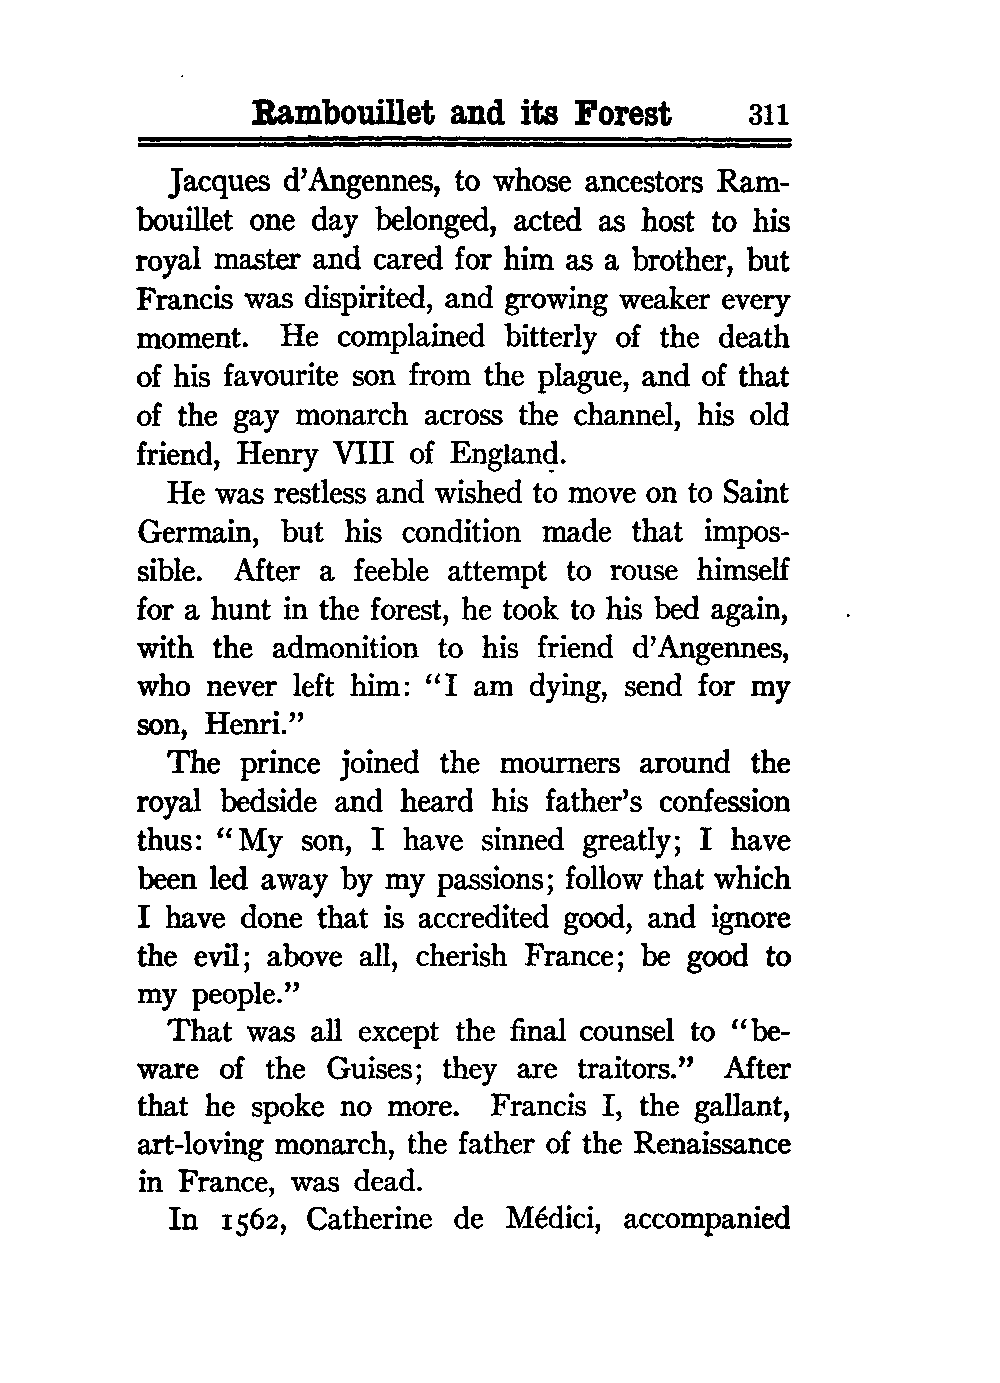 Rambouillet and its Forest 311
Jacques d'Angennes, to whose ancestors Ram-
bouillet one day belonged, acted as host to his
royal master and cared for him as a brother, but
Francis was dispirited, and growing weaker every
moment. He complained bitterly of the death
of his favourite son from the plague, and of that
of the gay monarch across the channel, his old
friend, Henry VIII of England.
He was restless and wished to move on to Saint
Germain, but his condition made that impos-
sible. After a feeble attempt to rouse himself
for a hunt in the forest, he took to his bed again,
with the admonition to his friend d'Angennes,
who never left him: "I am dying, send for my
son, Henri."
The prince joined the mourners around the
royal bedside and heard his father's confession
thus: "My son, I have sinned greatly; I have
been led away by my passions; follow that which
I have done that is accredited good, and ignore
the evil; above all, cherish France; be good to
my people."
That was all except the final counsel to "be-
ware of the Guises; they are traitors." After
that he spoke no more. Francis I, the gallant,
art-loving monarch, the father of the Renaissance
in France, was dead.
In 1562, Catherine de Médici, accompanied